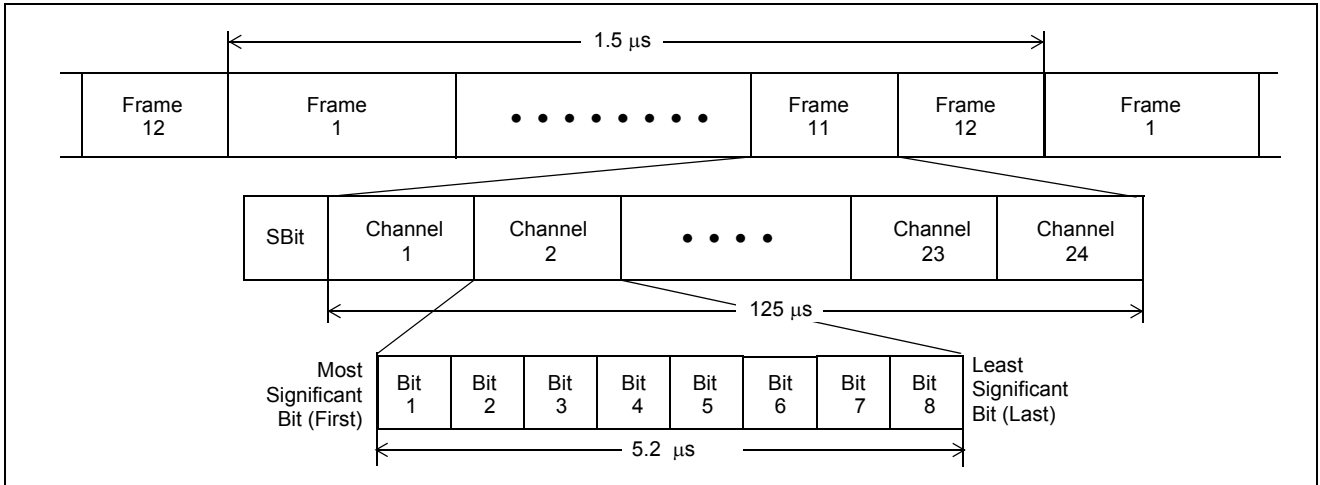 1.5 μs
Frame 12
Frame 1
Frame 11
Frame 12
Frame 1
SBit
Channel 1
Channel 2
Channel 23
Channel 24
125 μs
Most
Significant
Bit (First)
Bit 1
Bit 2
Bit 3
Bit 4
Bit 5
Bit 6
Bit 7
Bit 8
Least
Significant
Bit (Last)
5.2 μs